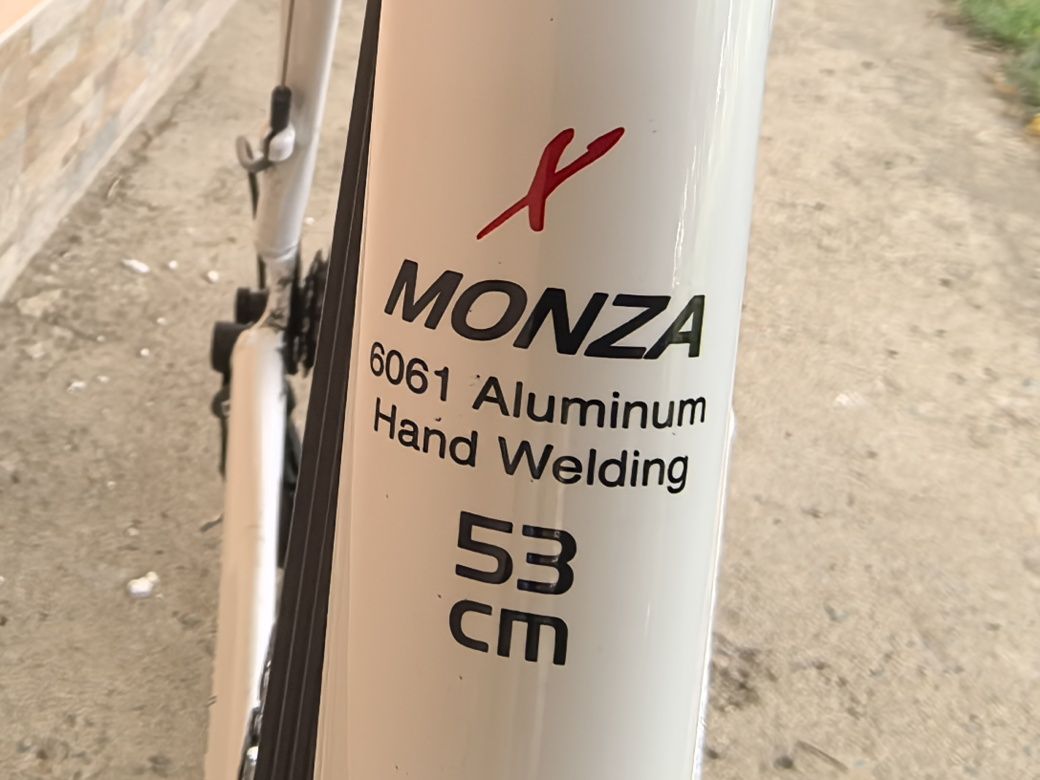 MONZA
6061 Aluminum
Hand Welding
53
cm